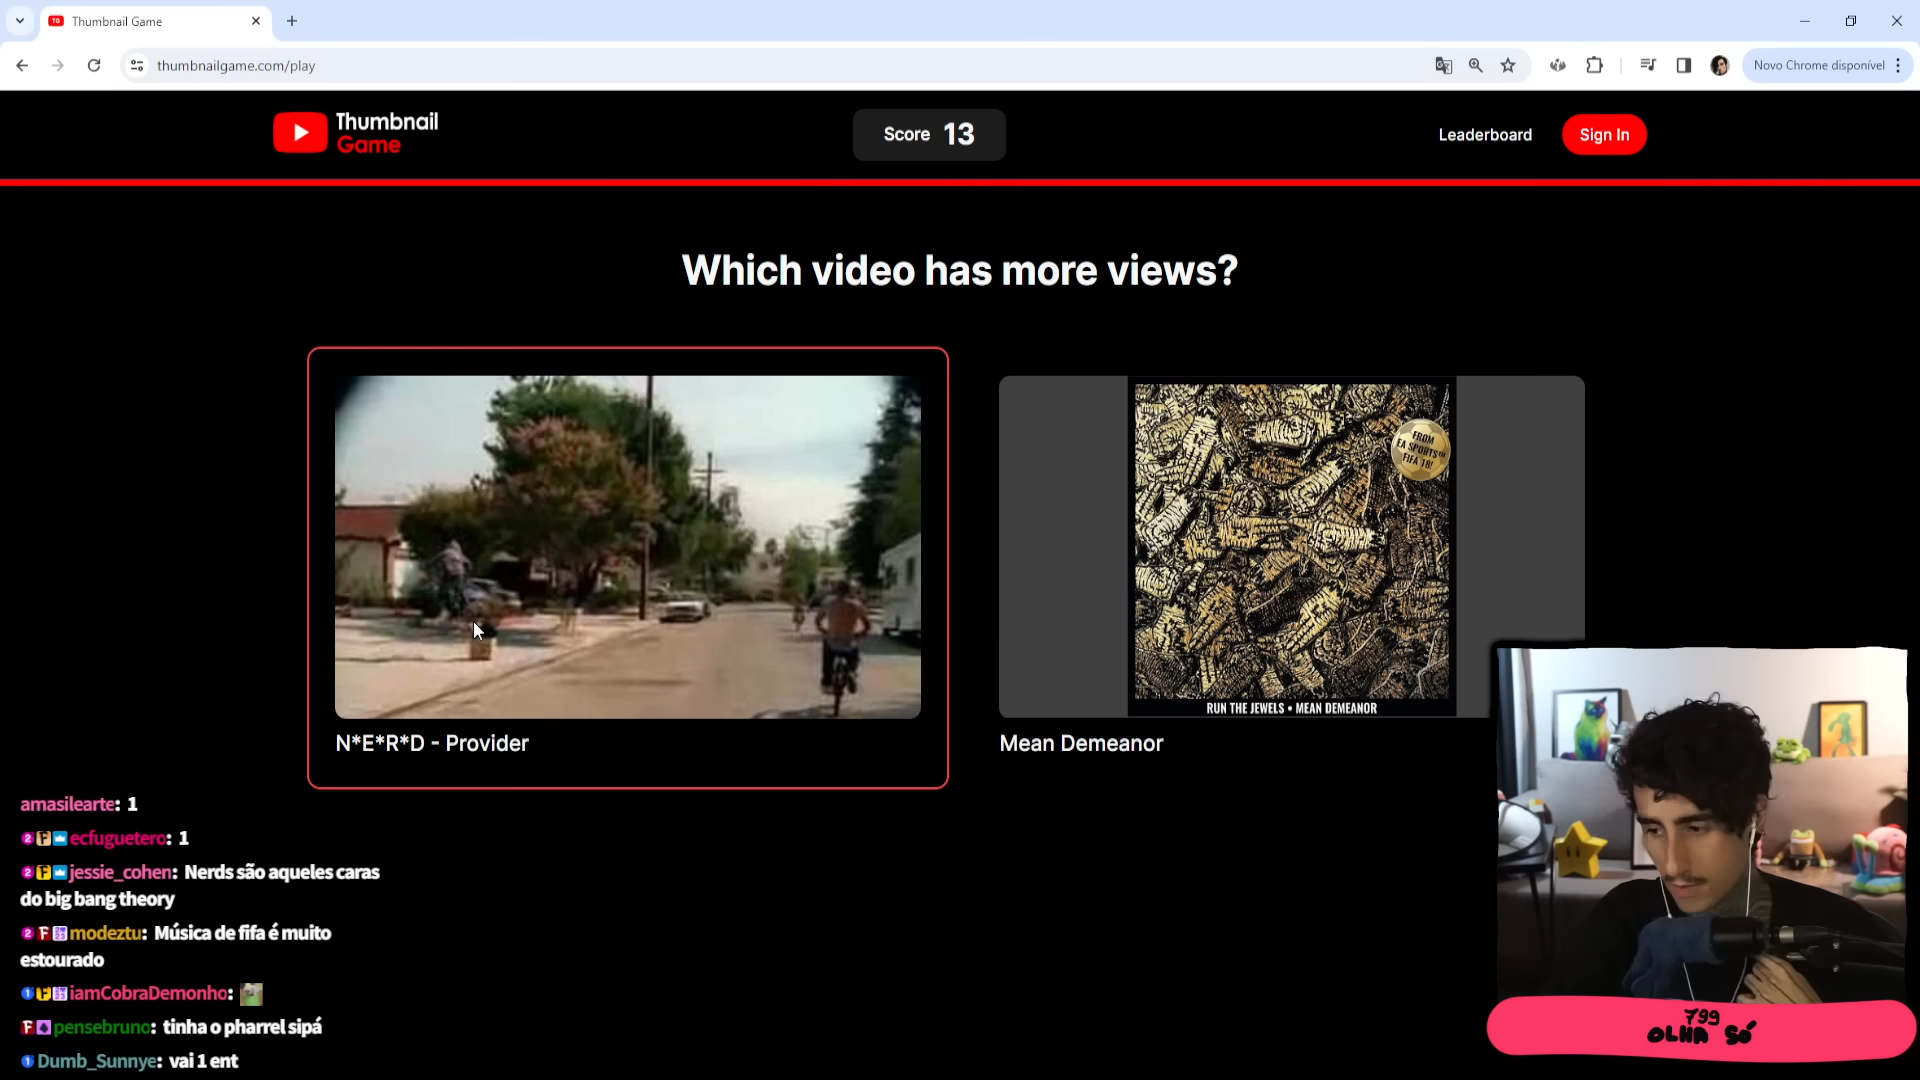 TG Thumbnail Game
thumbnailgame.com/play
Novo Chrome disponível
Thumbnail
Game
Score 13
Leaderboard
Sign In
Which video has more views?
FROM
EA SPORTS™
FIFA 18!
RUN THE JEWELS • MEAN DEMEANOR
N*E*R*D - Provider
Mean Demeanor
amasilearte: 1
ecfuguetero: 1
jessie_cohen: Nerds são aqueles caras
do big bang theory
modeztu: Música de fifa é muito
estourado
iamCobraDemonho:
pensebruno: tinha o pharrel sipá
Dumb_Sunnye: vai 1 ent
799
OLHA SÓ